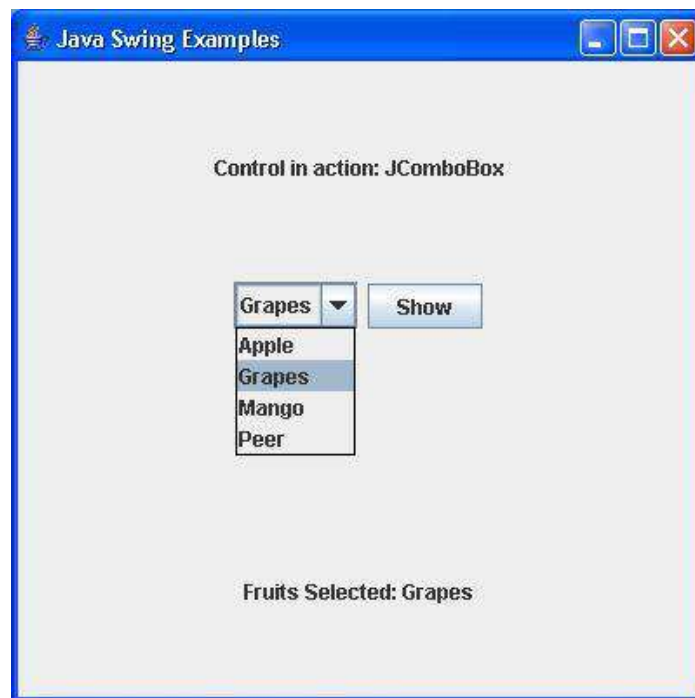 Java Swing Examples
Control in action: JComboBox
Grapes
Show
Apple
Grapes
Mango
Peer
Fruits Selected: Grapes